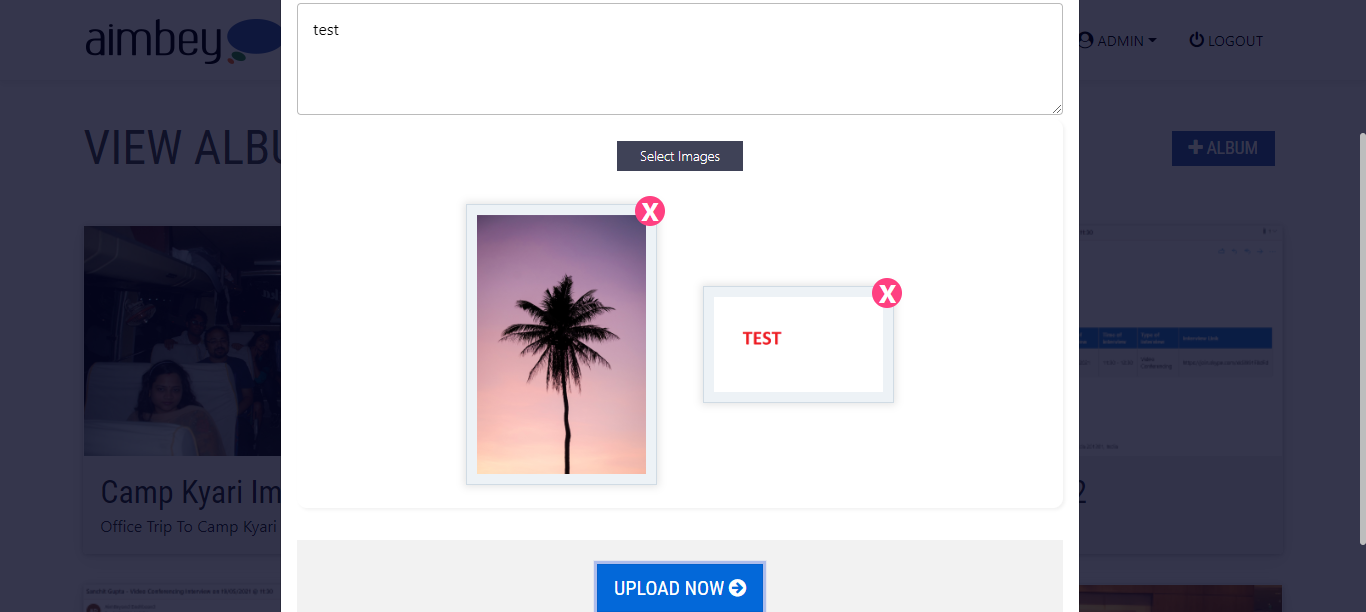 test
aimbey
ADMIN
LOGOUT
VIEW ALBU
ALBUM
Select Images
X
X
TEST
Camp Kyari Im
2
Office Trip To Camp Kyari
UPLOAD NOW